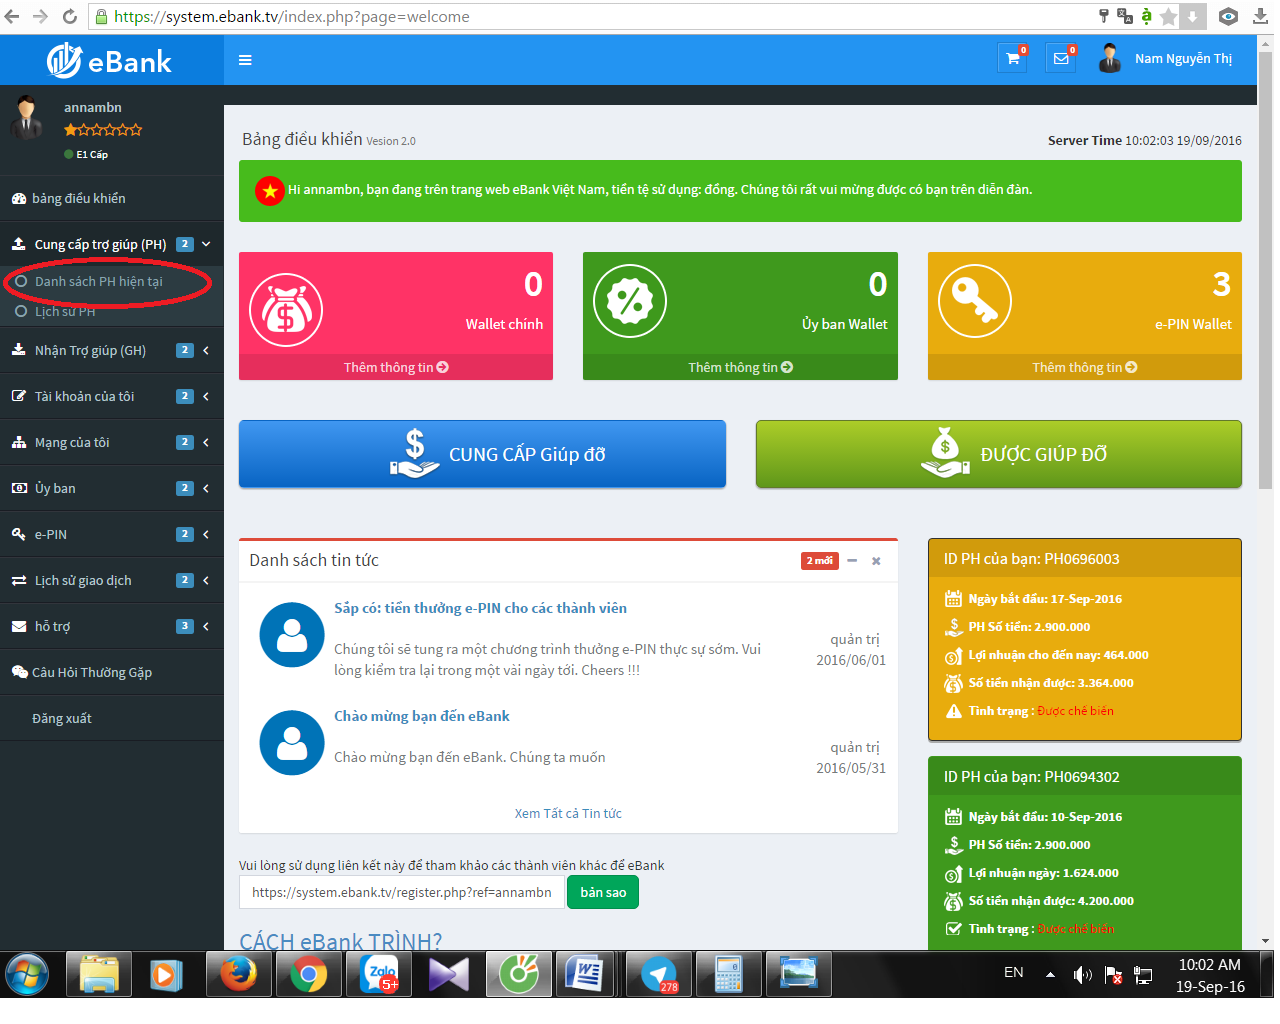 https://system.ebank.tv/index.php?page=welcome
eBank
0
0
Nam Nguyễn Thị
annambn
E1 Cấp
bảng điều khiển
Cung cấp trợ giúp (PH) 2
Danh sách PH hiện tại
Lịch sử PH
Nhận Trợ giúp (GH) 2
Tài khoản của tôi 2
Mạng của tôi 2
Ủy ban 2
e-PIN 2
Lịch sử giao dịch 2
hỗ trợ 3
Câu Hỏi Thường Gặp
Đăng xuất
Bảng điều khiển Vesion 2.0
Server Time 10:02:03 19/09/2016
Hi annambn, bạn đang trên trang web eBank Việt Nam, tiền tệ sử dụng: đồng. Chúng tôi rất vui mừng được có bạn trên diễn đàn.
0
Wallet chính
Thêm thông tin
0
Ủy ban Wallet
Thêm thông tin
3
e-PIN Wallet
Thêm thông tin
CUNG CẤP Giúp đỡ
ĐƯỢC GIÚP ĐỠ
Danh sách tin tức
2 mới
Sắp có: tiền thưởng e-PIN cho các thành viên
Chúng tôi sẽ tung ra một chương trình thưởng e-PIN thực sự sớm. Vui
lòng kiểm tra lại trong một vài ngày tới. Cheers !!!
quản trị
2016/06/01
Chào mừng bạn đến eBank
Chào mừng bạn đến eBank. Chúng ta muốn
quản trị
2016/05/31
Xem Tất cả Tin tức
Vui lòng sử dụng liên kết này để tham khảo các thành viên khác để eBank
https://system.ebank.tv/register.php?ref=annambn
bản sao
CÁCH eBank TRÌNH?
ID PH của bạn: PH0696003
Ngày bắt đầu: 17-Sep-2016
PH Số tiền: 2.900.000
Lợi nhuận cho đến nay: 464.000
Số tiền nhận được: 3.364.000
Tình trạng : Được chế biến
ID PH của bạn: PH0694302
Ngày bắt đầu: 10-Sep-2016
PH Số tiền: 2.900.000
Lợi nhuận ngày: 1.624.000
Số tiền nhận được: 4.200.000
Tình trạng : Được chế biến
Zalo
5+
278
EN
10:02 AM
19-Sep-16